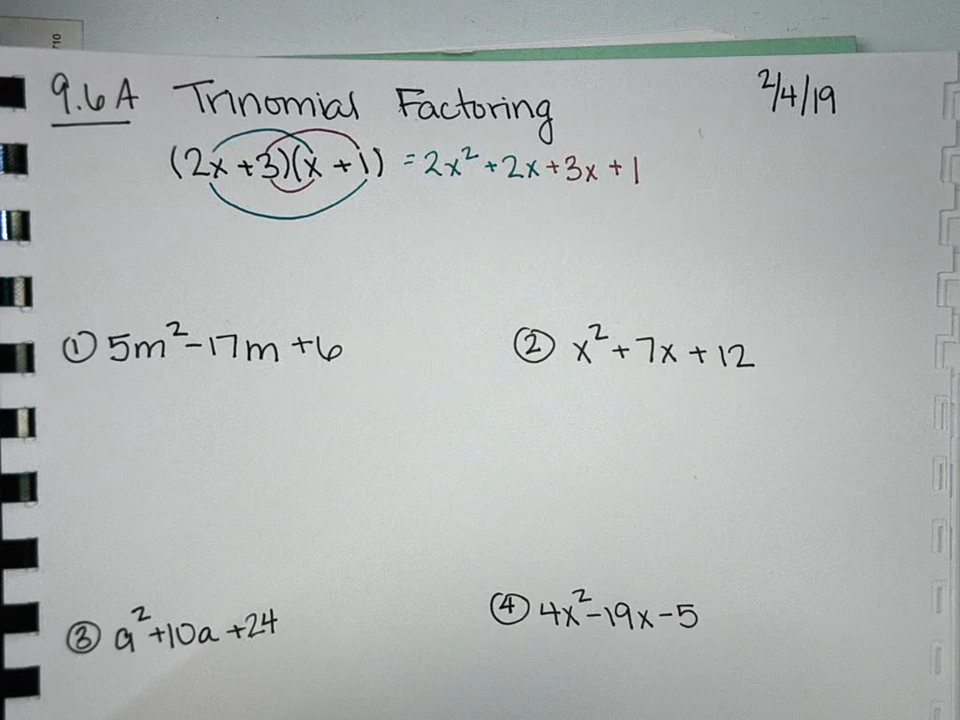 10
9.6A Trinomial Factoring 2/4/19
(2x+3)(x+1) = 2x² + 2x + 3x + 1
① 5m² - 17m + 6 ② x² + 7x + 12
③ a² + 10a + 24 ④ 4x² - 19x - 5